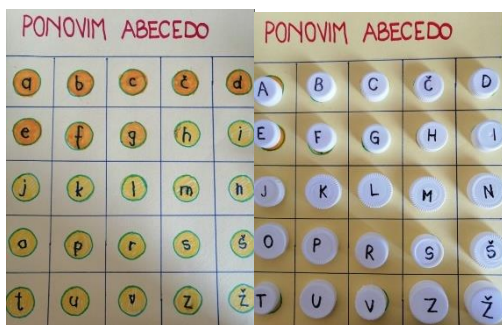 PONOVIM ABECEDO
a b c č d
e f g h i
j k l m n
o p r s š
t u v z ž
PONOVIM ABECEDO
A B C Č D
E F G H I
J K L M N
O P R S Š
T U V Z Ž